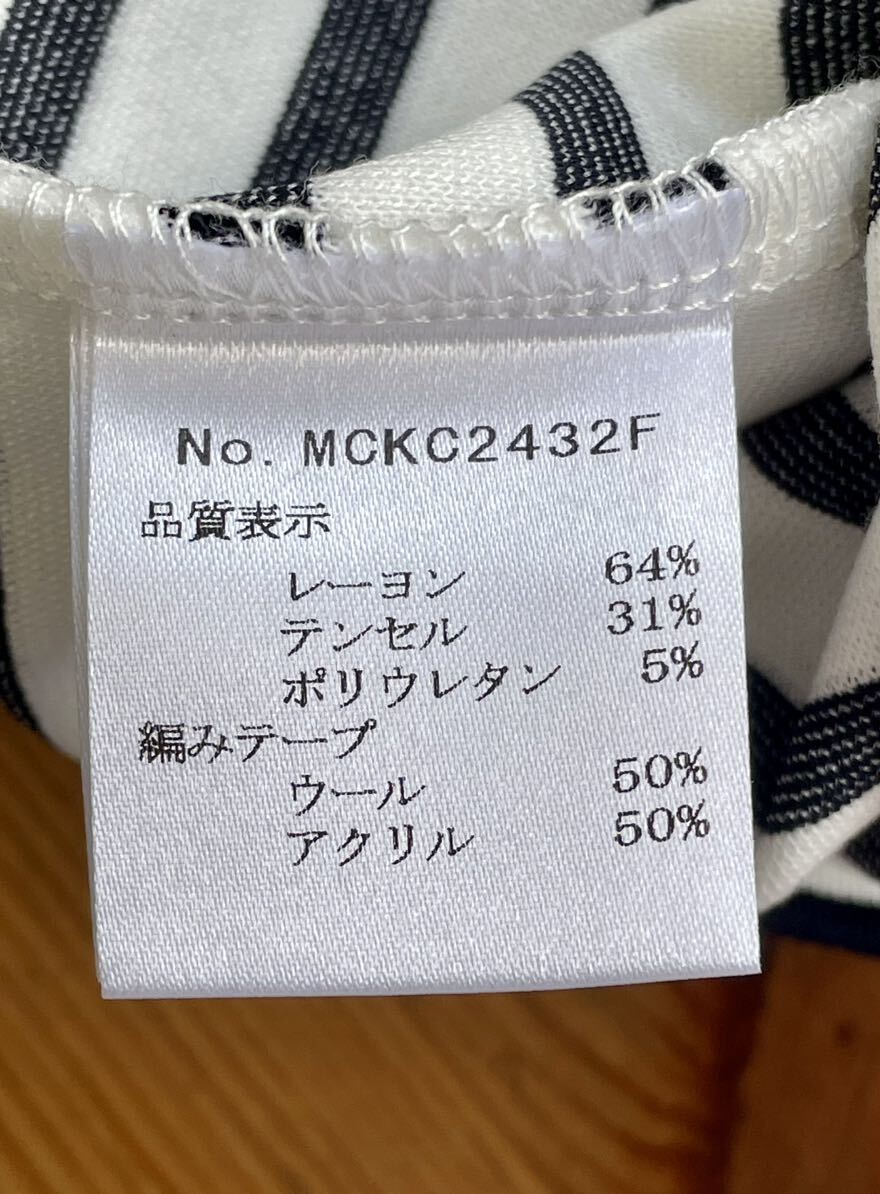 No. MCKC2432F
品質表示
レーヨン 64%
テンセル 31%
ポリウレタン 5%
編みテープ
ウール 50%
アクリル 50%